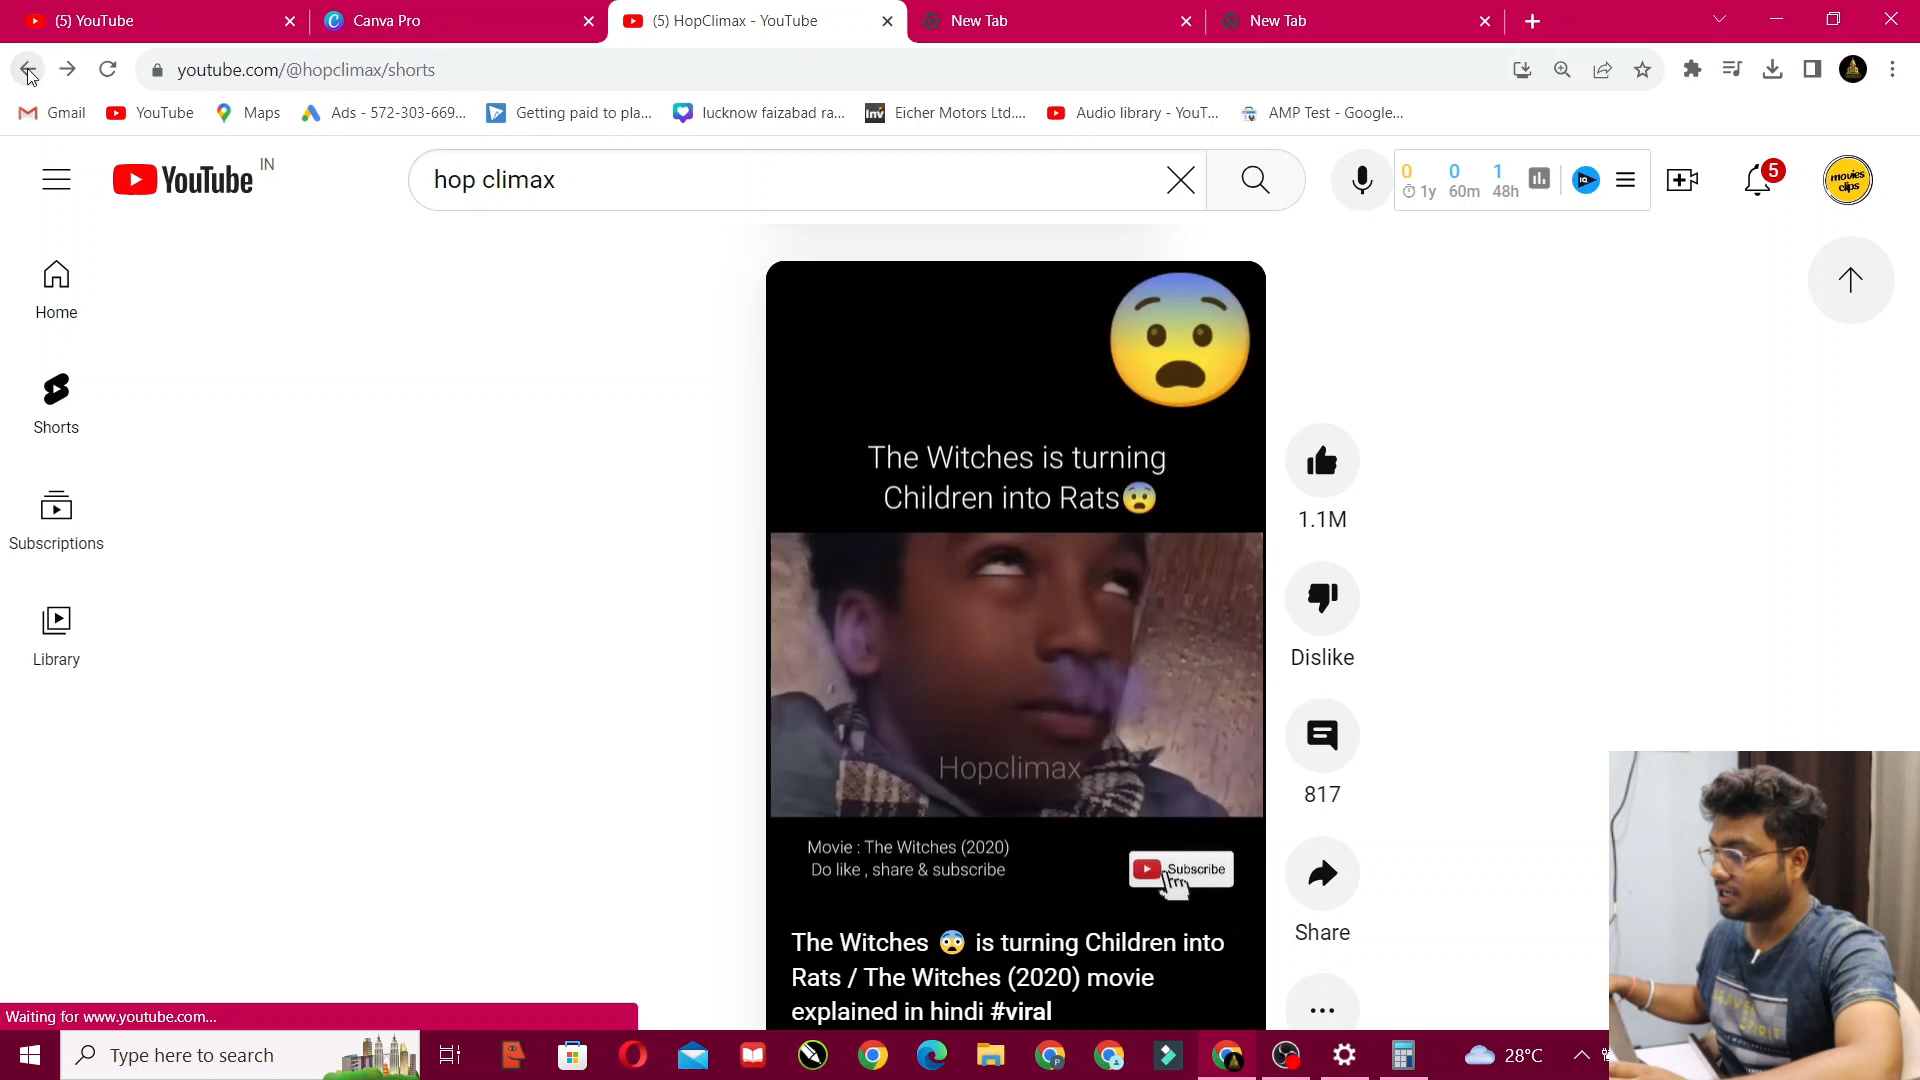 (5) YouTube
Canva Pro
(5) HopClimax - YouTube
New Tab
New Tab
youtube.com/@hopclimax/shorts
Gmail
YouTube
Maps
Ads - 572-303-669...
Getting paid to pla...
lucknow faizabad ra...
Eicher Motors Ltd....
Audio library - YouT...
AMP Test - Google...
YouTube IN
hop climax
0 0 1
1y 60m 48h
5
movies
clips
Home
Shorts
Subscriptions
Library
The Witches is turning
Children into Rats😨
Hopclimax
Movie : The Witches (2020)
Do like , share & subscribe
Subscribe
The Witches 😨 is turning Children into
Rats / The Witches (2020) movie
explained in hindi #viral
1.1M
Dislike
817
Share
Waiting for www.youtube.com...
Type here to search
28°C